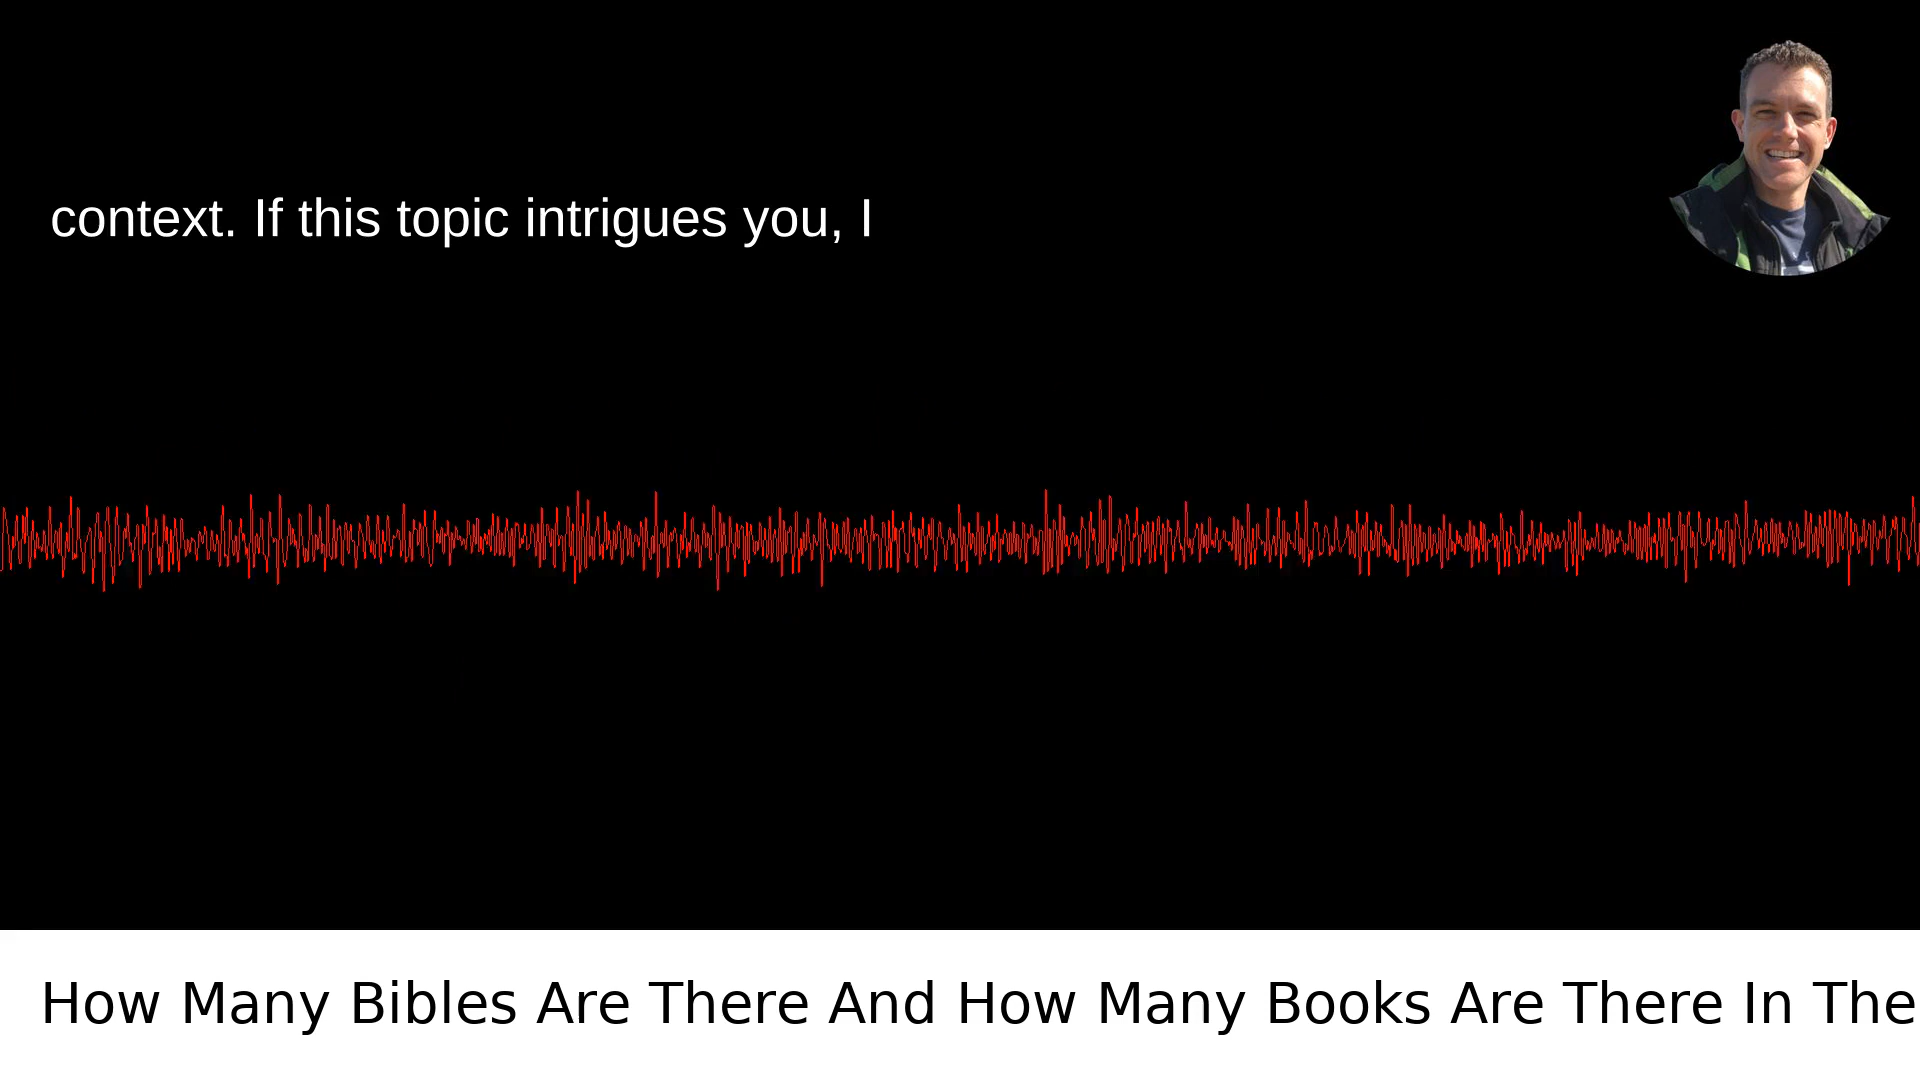 context. If this topic intrigues you, I
How Many Bibles Are There And How Many Books Are There In The